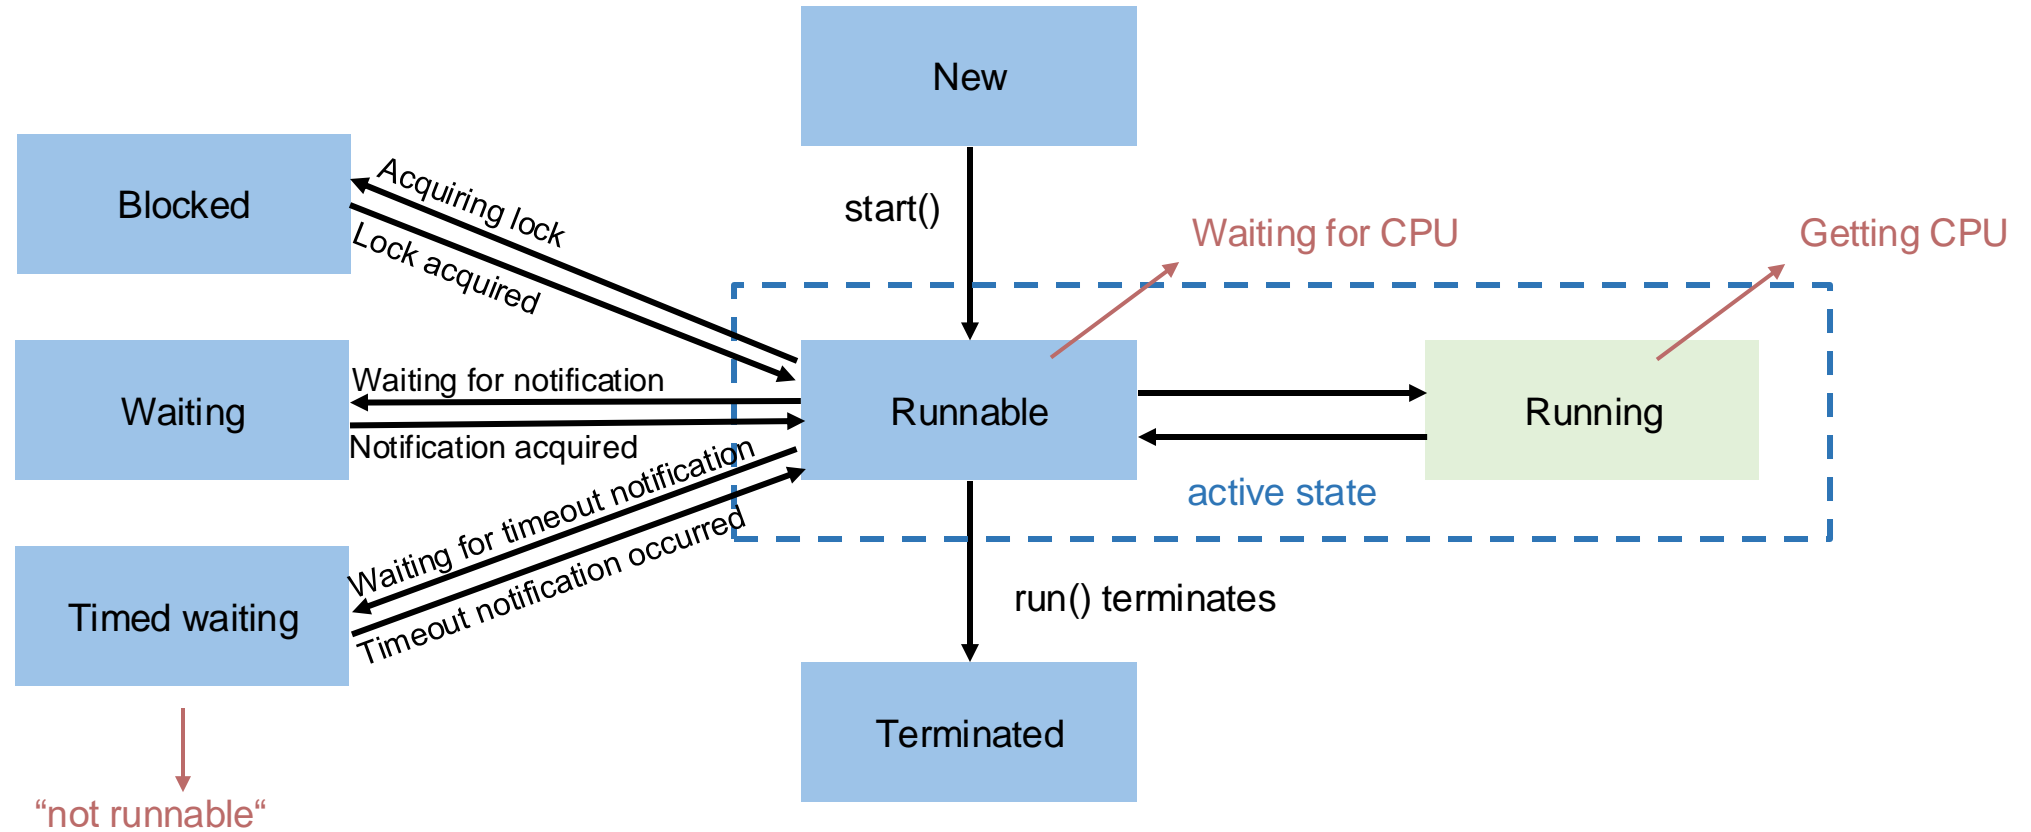 New
Blocked
Acquiring lock
Lock acquired
start()
Waiting for CPU
Getting CPU
Waiting
Waiting for notification
Notification acquired
Runnable
Running
active state
Timed waiting
Waiting for timeout notification
Timeout notification occurred
run() terminates
Terminated
“not runnable“